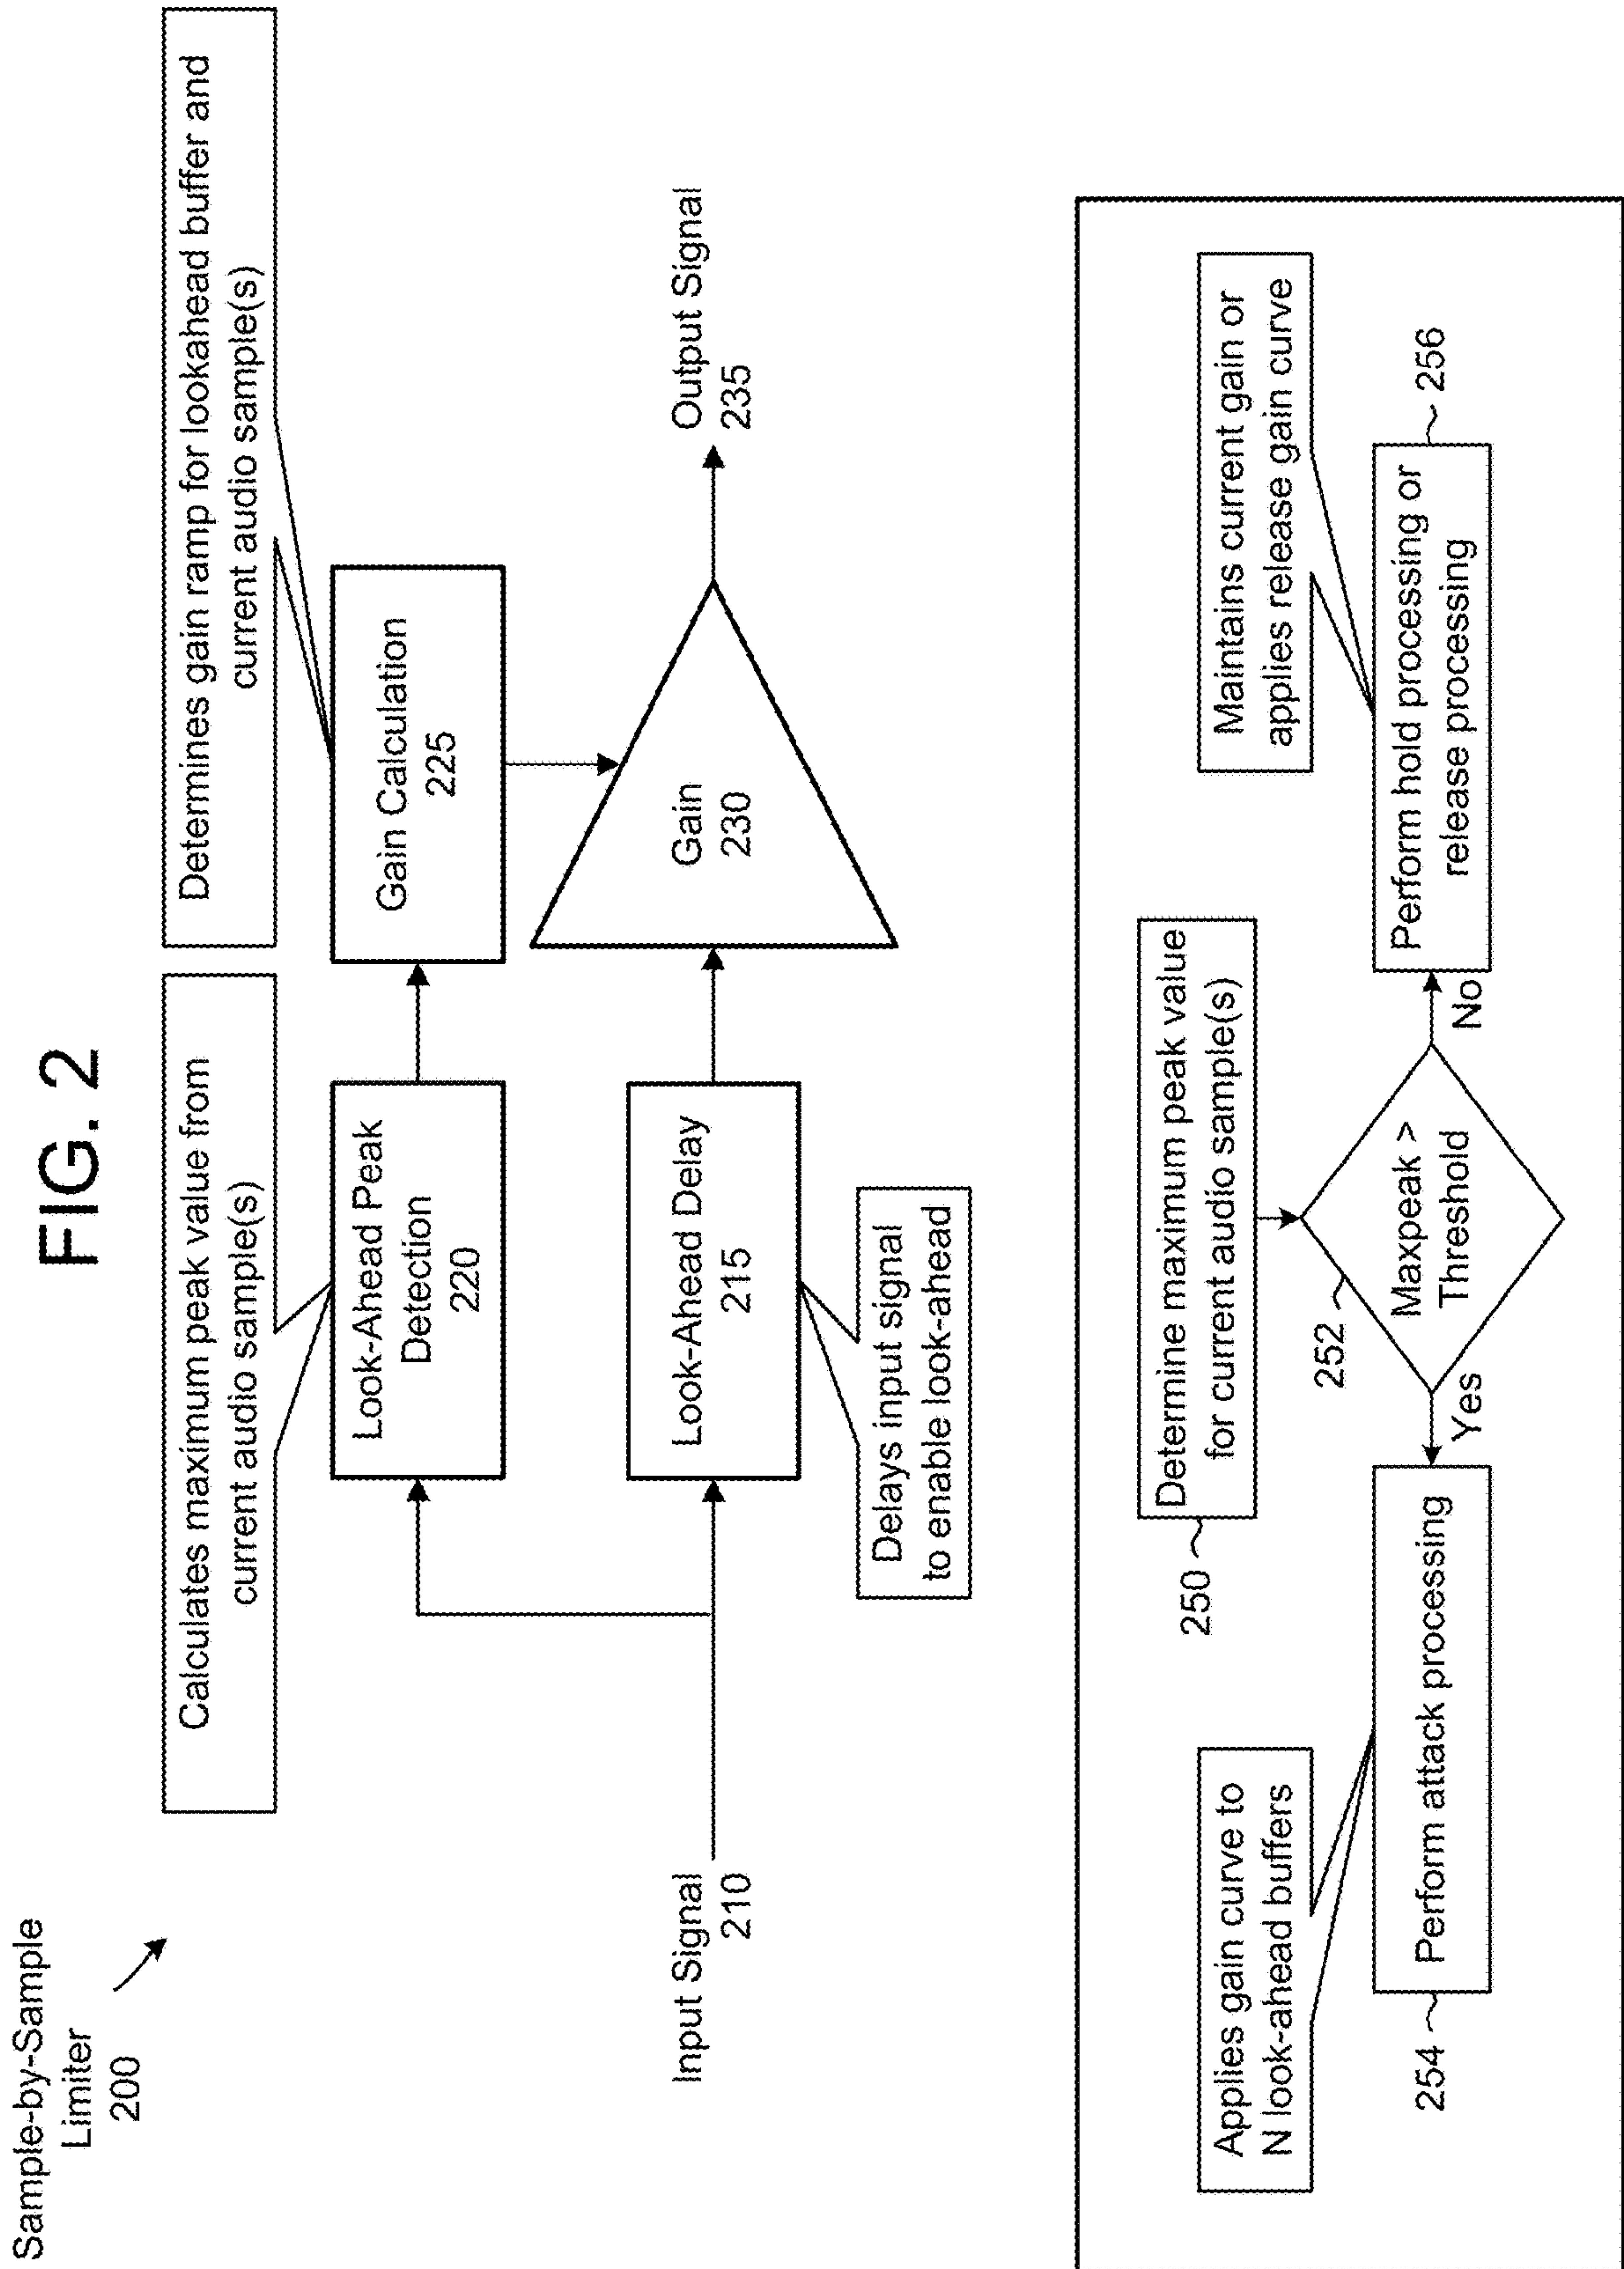 FIG. 2
Sample-by-Sample
Limiter
200
Calculates maximum peak value from
current audio sample(s)
Determines gain ramp for lookahead buffer and
current audio sample(s)
Look-Ahead Peak
Detection
220
Gain Calculation
225
Input Signal
210
Look-Ahead Delay
215
Gain
230
Output Signal
235
Delays input signal
to enable look-ahead
250
Determine maximum peak value
for current audio sample(s)
Applies gain curve to
N look-ahead buffers
252
Maintains current gain or
applies release gain curve
254
Perform attack processing
Yes
Maxpeak >
Threshold
No
Perform hold processing or
release processing
256